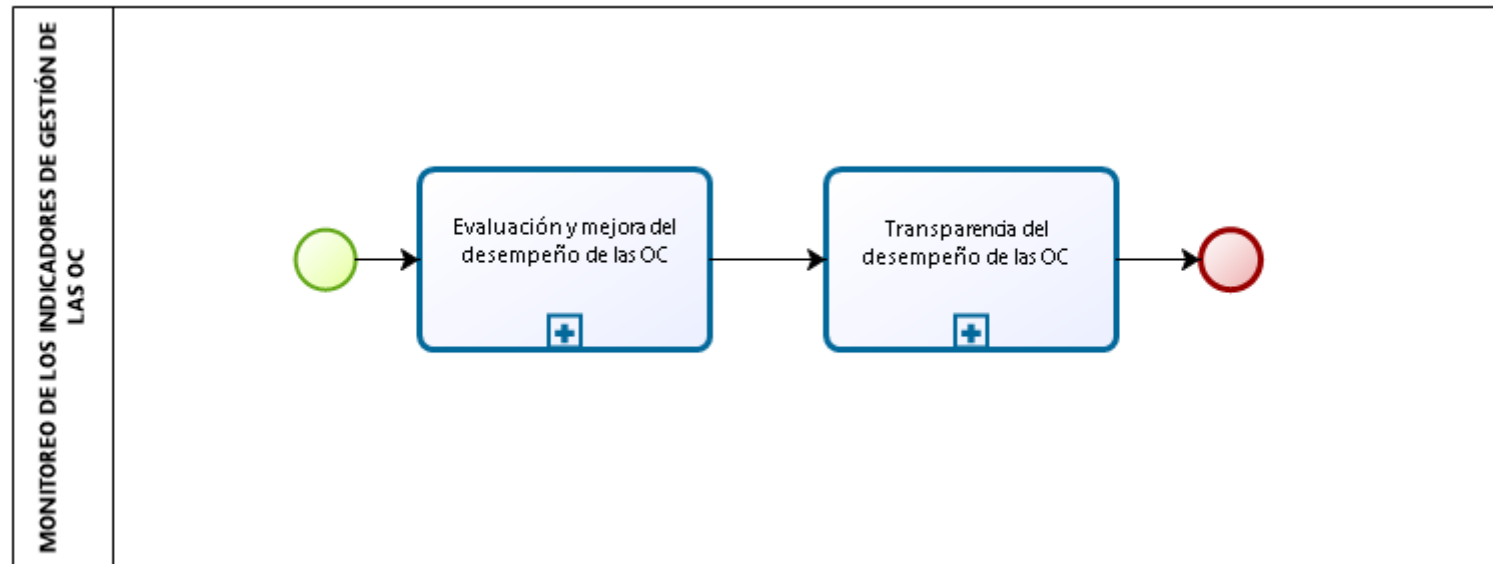 MONITOREO DE LOS INDICADORES DE GESTIÓN DE
LAS OC
Evaluación y mejora del
desempeño de las OC
Transparencia del
desempeño de las OC